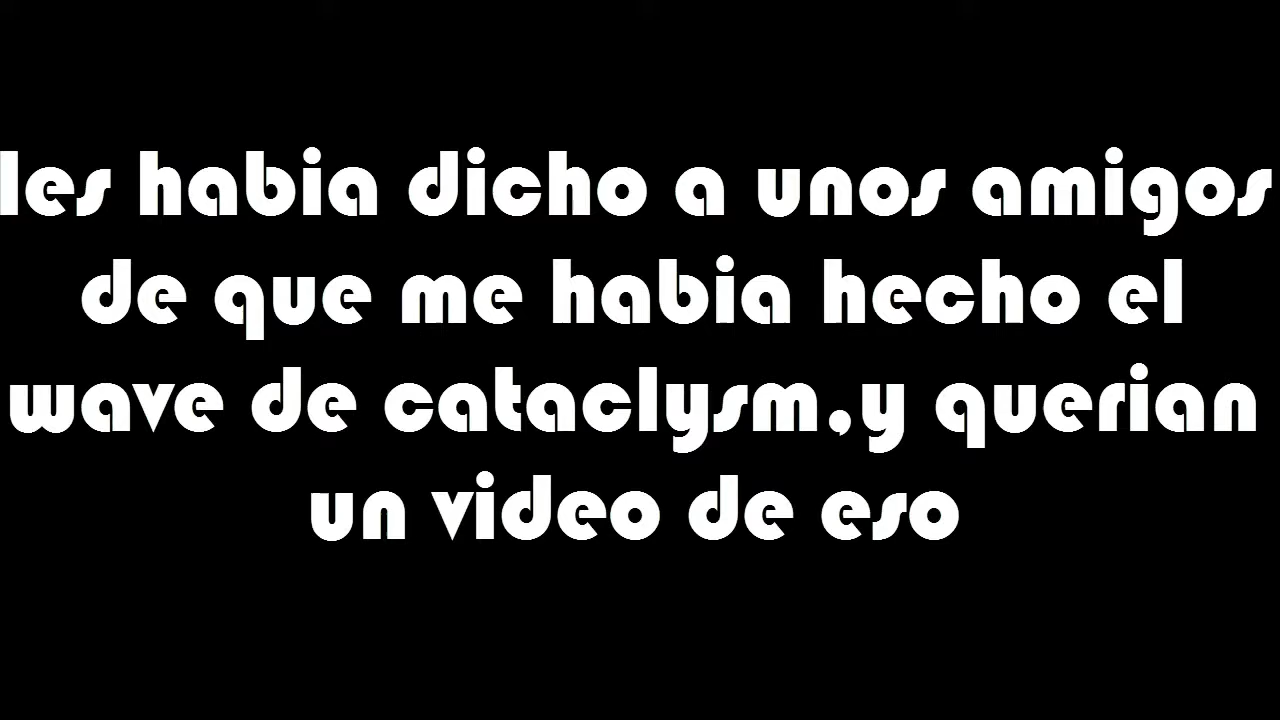 les habia dicho a unos amigos
de que me habia hecho el
wave de cataclysm,y querian
un video de eso